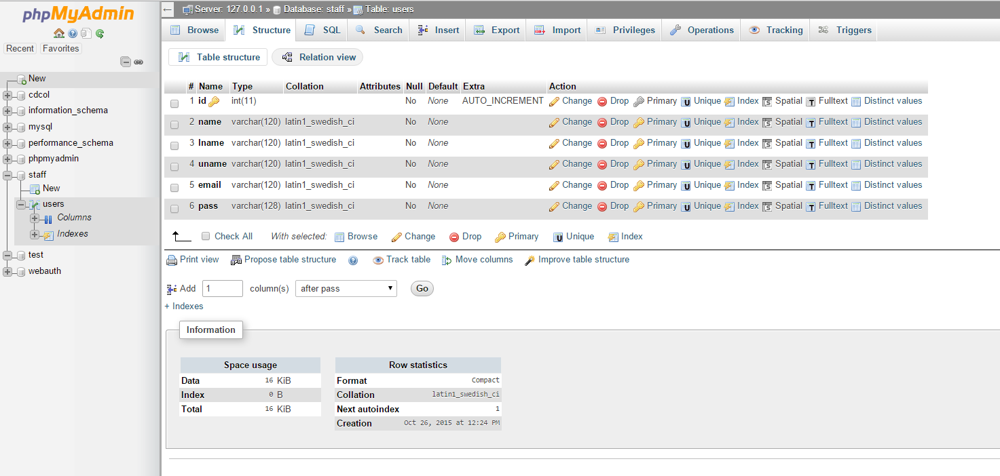 phpMyAdmin
Recent Favorites
New
cdcol
information_schema
mysql
performance_schema
phpmyadmin
staff
New
users
Columns
Indexes
test
webauth
← Server: 127.0.0.1 » Database: staff » Table: users
Browse Structure SQL Search Insert Export Import Privileges Operations Tracking Triggers
Table structure Relation view
# Name Type Collation Attributes Null Default Extra Action
1 id int(11) No None AUTO_INCREMENT Change Drop Primary Unique Index Spatial Fulltext Distinct values
2 name varchar(120) latin1_swedish_ci No None Change Drop Primary Unique Index Spatial Fulltext Distinct values
3 lname varchar(120) latin1_swedish_ci No None Change Drop Primary Unique Index Spatial Fulltext Distinct values
4 uname varchar(120) latin1_swedish_ci No None Change Drop Primary Unique Index Spatial Fulltext Distinct values
5 email varchar(120) latin1_swedish_ci No None Change Drop Primary Unique Index Spatial Fulltext Distinct values
6 pass varchar(128) latin1_swedish_ci No None Change Drop Primary Unique Index Spatial Fulltext Distinct values
Check All With selected: Browse Change Drop Primary Unique Index
Print view Propose table structure Track table Move columns Improve table structure
Add 1 column(s) after pass Go
+ Indexes
Information
Space usage
Data 16 KiB
Index 0 B
Total 16 KiB
Row statistics
Format Compact
Collation latin1_swedish_ci
Next autoindex 1
Creation Oct 26, 2015 at 12:24 PM